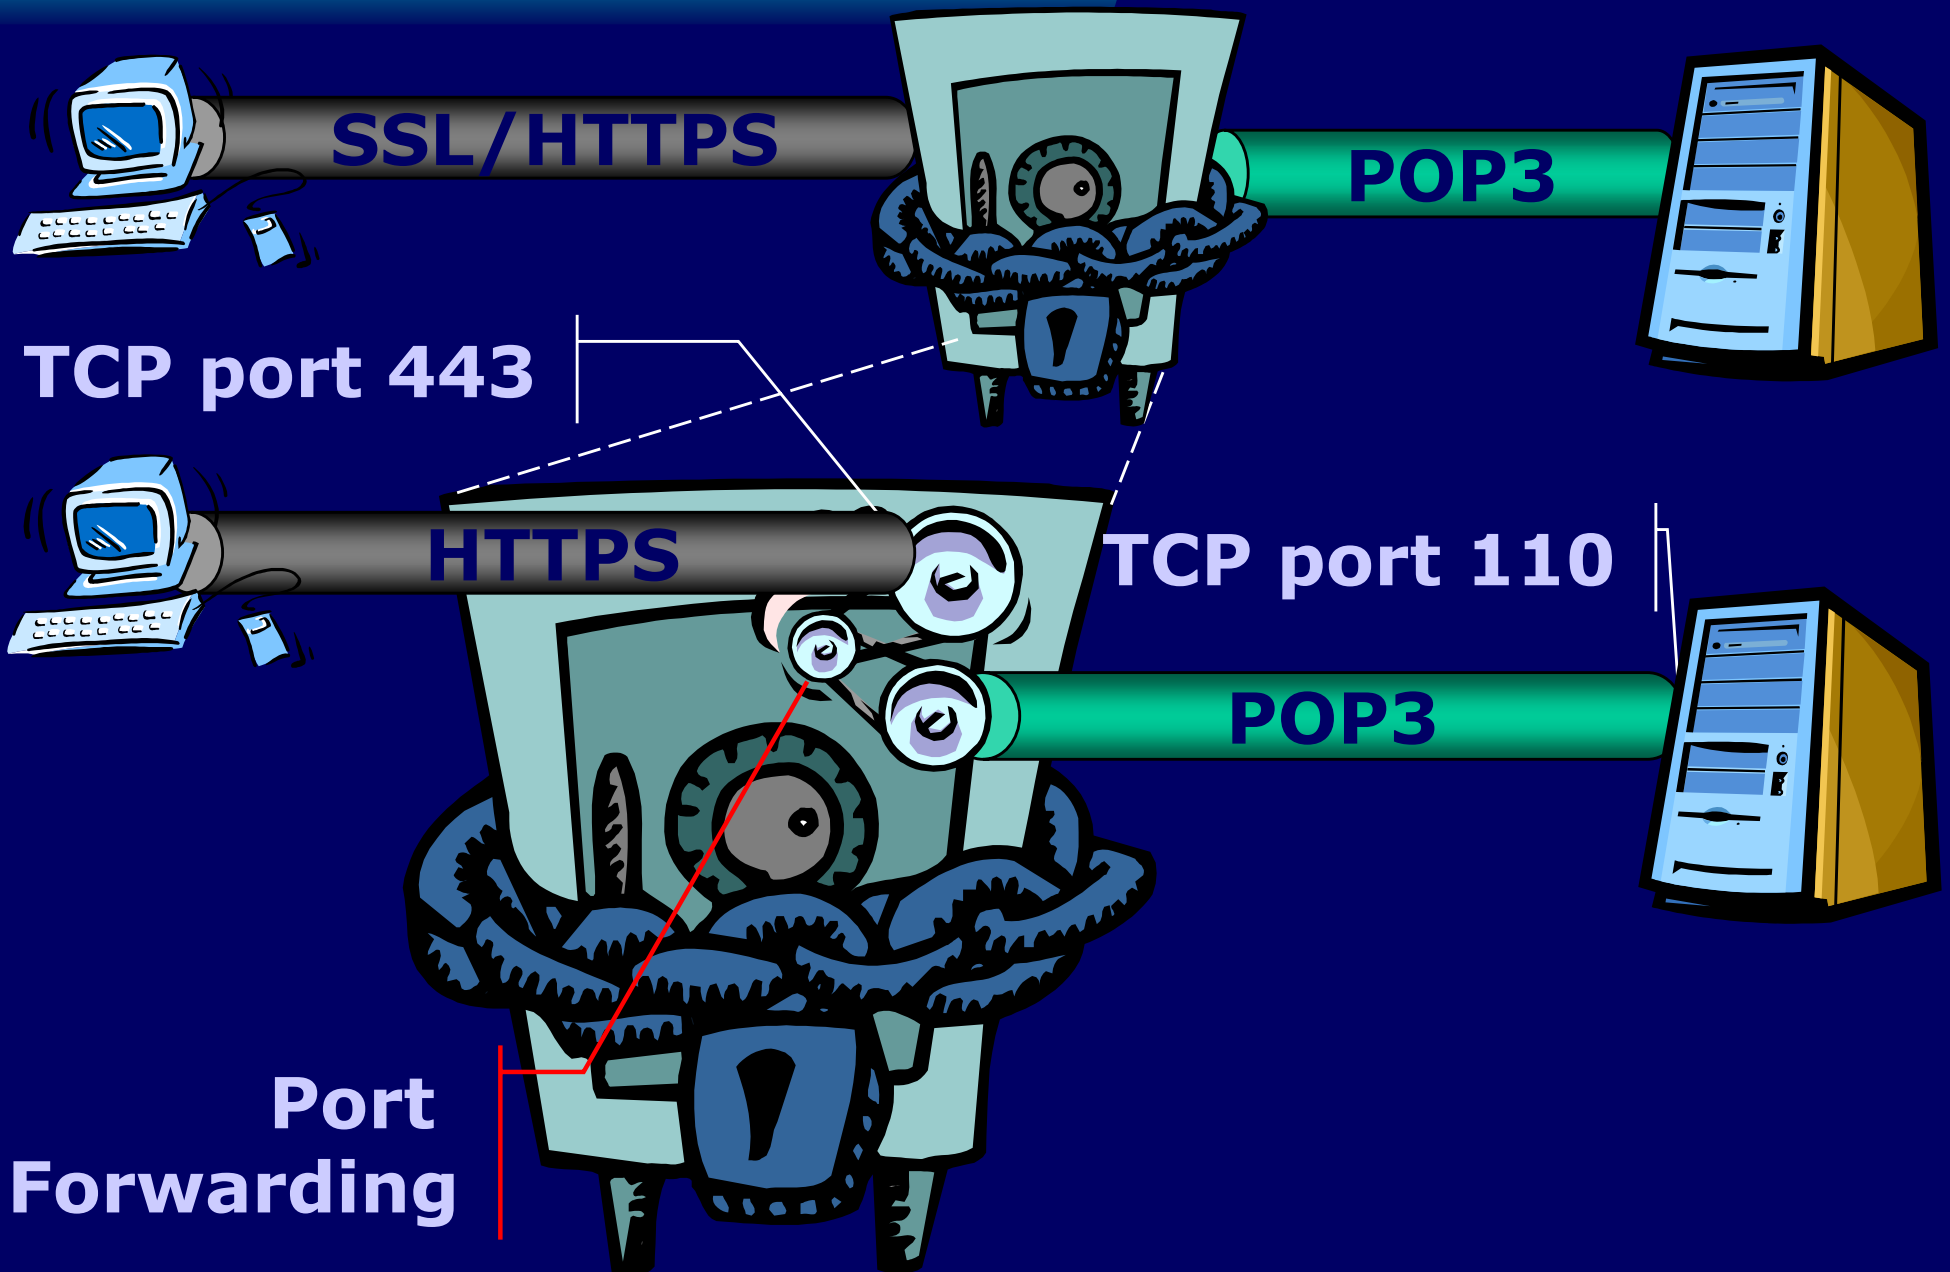 SSL/HTTPS
POP3
TCP port 443
HTTPS
TCP port 110
POP3
Port
Forwarding